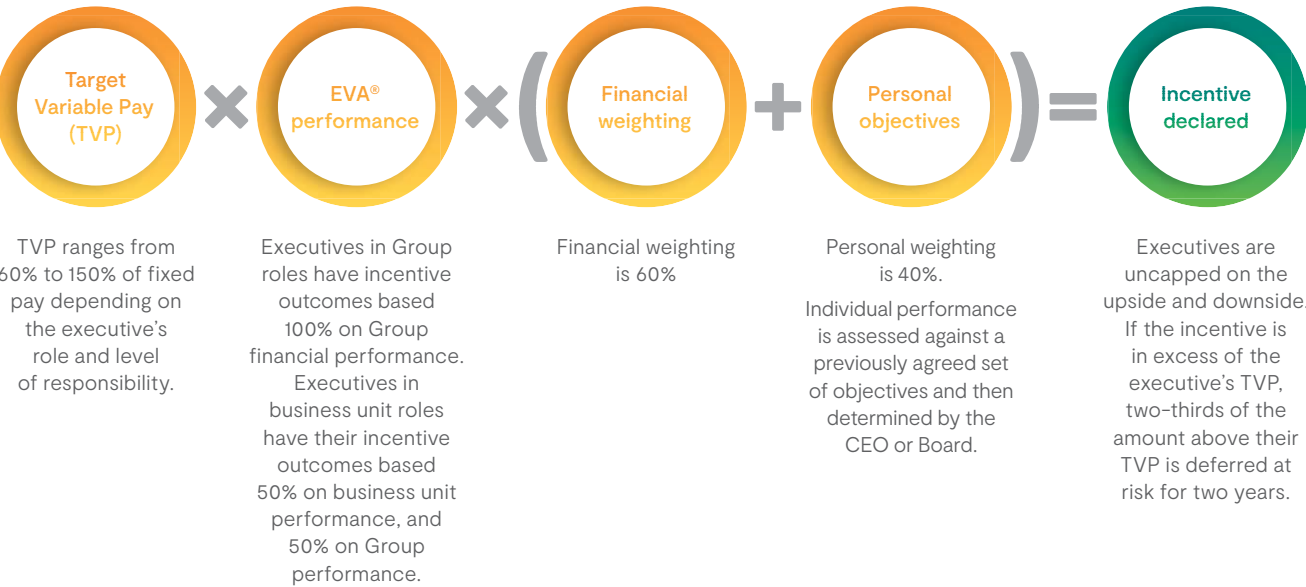 Target
Variable Pay
(TVP)
×
EVA®
performance
×
(
Financial
weighting
+
Personal
objectives
)
=
Incentive
declared
TVP ranges from
60% to 150% of fixed
pay depending on
the executive's
role and level
of responsibility.
Executives in Group
roles have incentive
outcomes based
100% on Group
financial performance.
Executives in
business unit roles
have their incentive
outcomes based
50% on business unit
performance, and
50% on Group
performance.
Financial weighting
is 60%
Personal weighting
is 40%.
Individual performance
is assessed against a
previously agreed set
of objectives and then
determined by the
CEO or Board.
Executives are
uncapped on the
upside and downside.
If the incentive is
in excess of the
executive's TVP,
two-thirds of the
amount above their
TVP is deferred at
risk for two years.